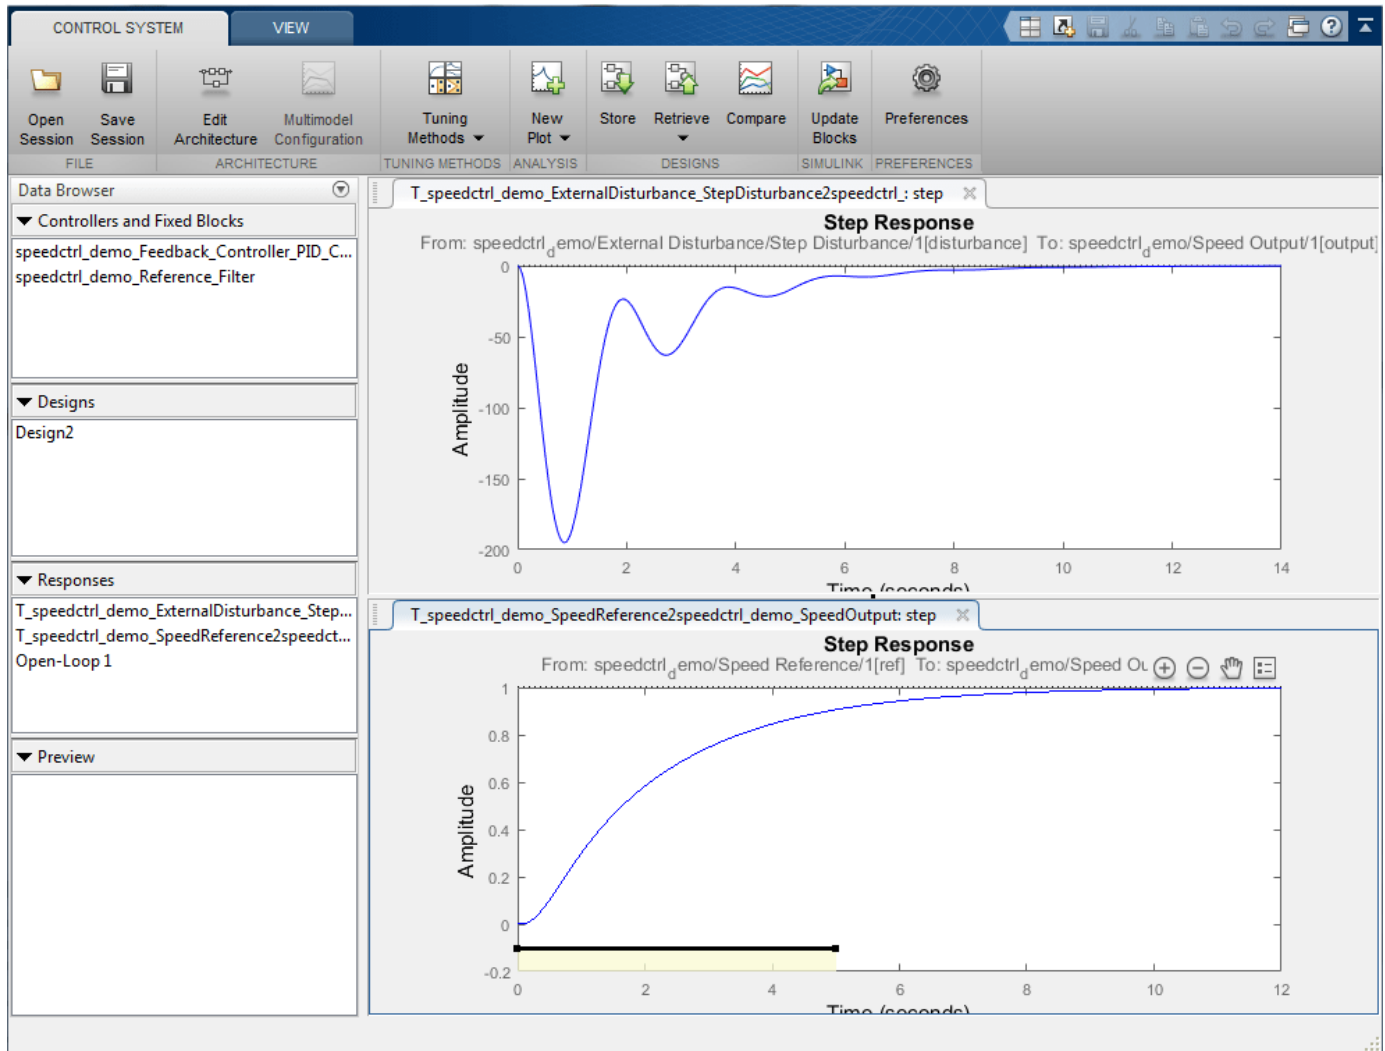 CONTROL SYSTEM
VIEW
Open Session
Save Session
Edit Architecture
Multimodel Configuration
Tuning Methods
New Plot
Store
Retrieve
Compare
Update Blocks
Preferences
FILE
ARCHITECTURE
TUNING METHODS
ANALYSIS
DESIGNS
SIMULINK
PREFERENCES
Data Browser
Controllers and Fixed Blocks
speedctrl_demo_Feedback_Controller_PID_C...
speedctrl_demo_Reference_Filter
Designs
Design2
Responses
T_speedctrl_demo_ExternalDisturbance_Step...
T_speedctrl_demo_SpeedReference2speedct...
Open-Loop 1
Preview
T_speedctrl_demo_ExternalDisturbance_StepDisturbance2speedctrl_: step
Step Response
From: speedctrl_demo/External Disturbance/Step Disturbance/1[disturbance] To: speedctrl_demo/Speed Output/1[output]
Amplitude
0
-50
-100
-150
-200
0 2 4 6 8 10 12 14
Time (seconds)
T_speedctrl_demo_SpeedReference2speedctrl_demo_SpeedOutput: step
Step Response
From: speedctrl_demo/Speed Reference/1[ref] To: speedctrl_demo/Speed Ou
Amplitude
1
0.8
0.6
0.4
0.2
0
-0.2
0 2 4 6 8 10 12
Time (seconds)